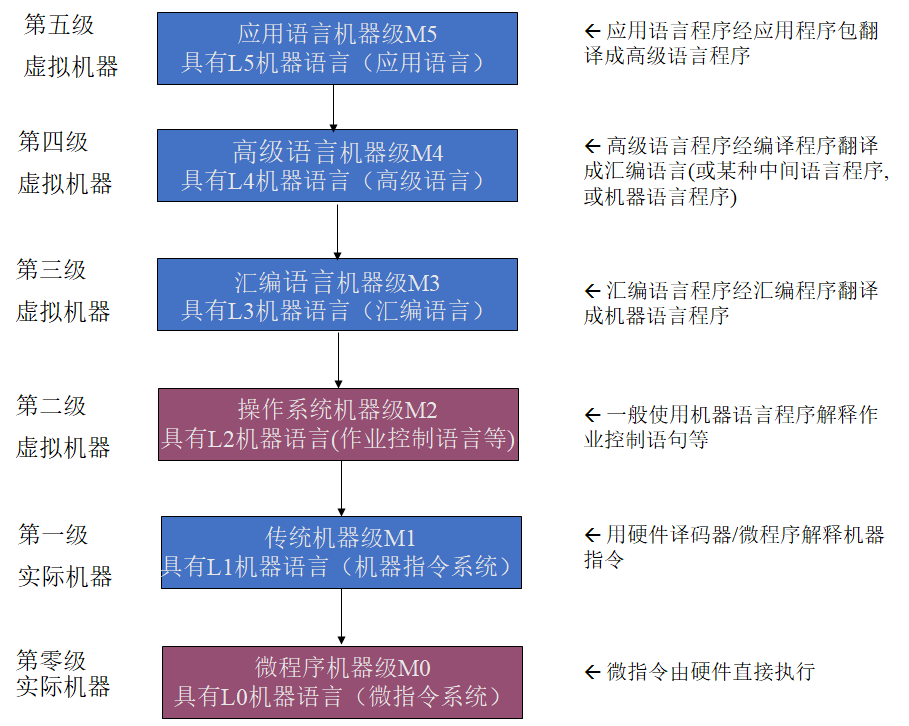 第五级
虚拟机器
应用语言机器级M5
具有L5机器语言（应用语言）
← 应用语言程序经应用程序包翻
译成高级语言程序
第四级
虚拟机器
高级语言机器级M4
具有L4机器语言（高级语言）
← 高级语言程序经编译程序翻译
成汇编语言(或某种中间语言程序,
或机器语言程序)
第三级
虚拟机器
汇编语言机器级M3
具有L3机器语言（汇编语言）
← 汇编语言程序经汇编程序翻译
成机器语言程序
第二级
虚拟机器
操作系统机器级M2
具有L2机器语言(作业控制语言等)
← 一般使用机器语言程序解释作
业控制语句等
第一级
实际机器
传统机器级M1
具有L1机器语言（机器指令系统）
← 用硬件译码器/微程序解释机器
指令
第零级
实际机器
微程序机器级M0
具有L0机器语言（微指令系统）
← 微指令由硬件直接执行